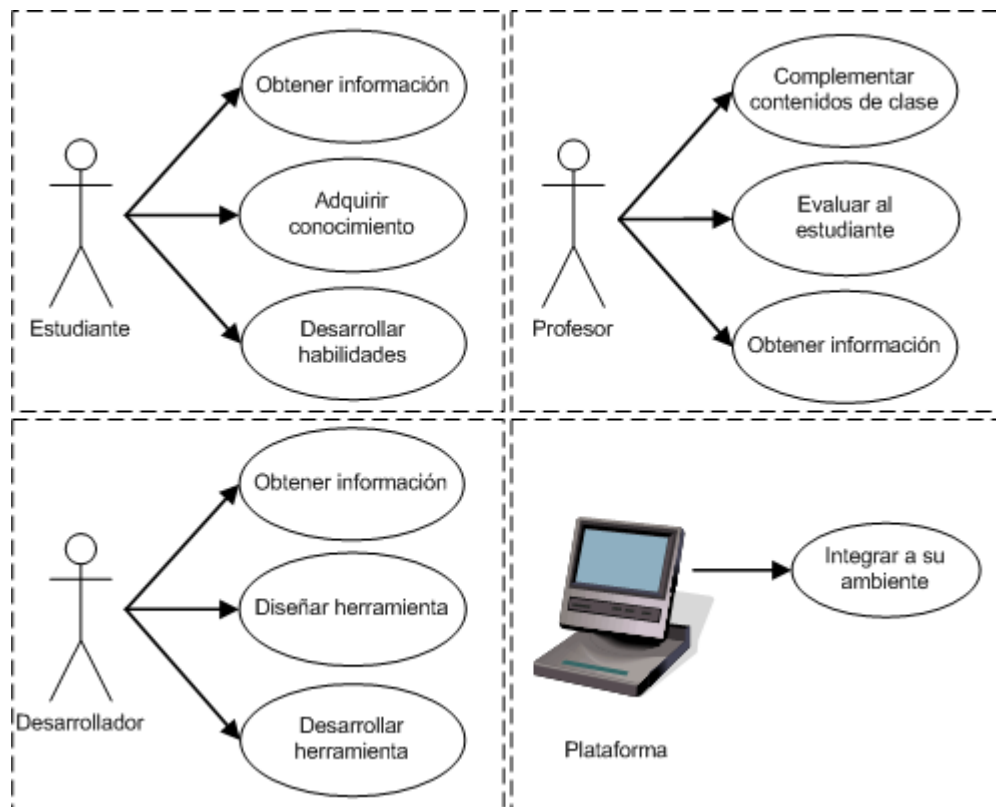 Obtener información
Adquirir
conocimiento
Desarrollar
habilidades
Estudiante
Complementar
contenidos de clase
Evaluar al
estudiante
Obtener información
Profesor
Obtener información
Diseñar herramienta
Desarrollar
herramienta
Desarrollador
Integrar a su
ambiente
Plataforma